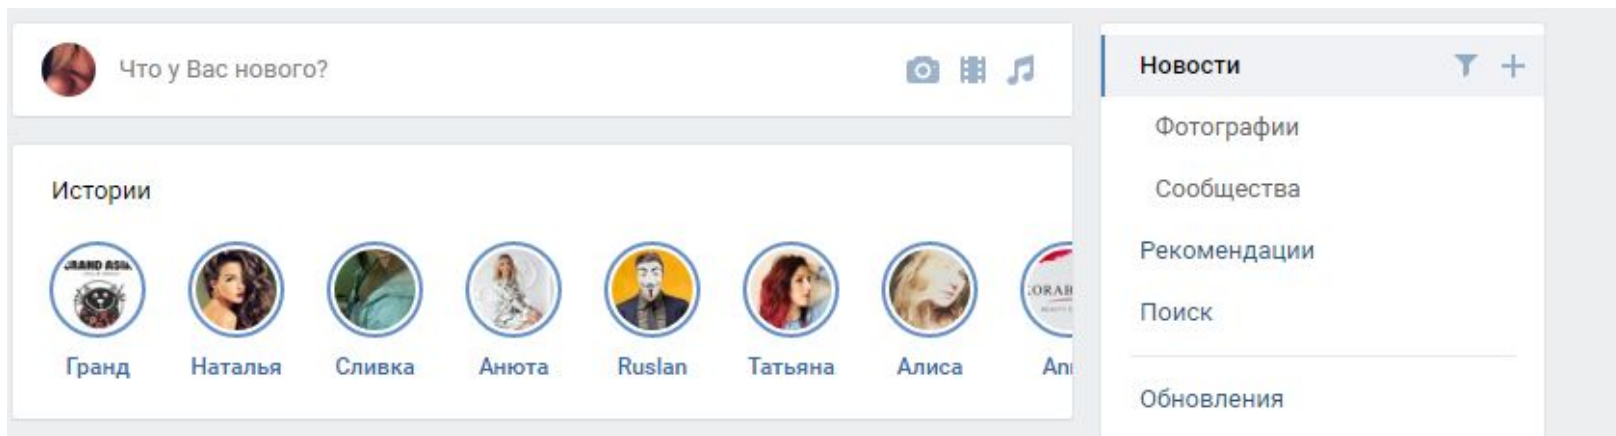 Что у Вас нового?
Истории
Гранд
Наталья
Сливка
Анюта
Ruslan
Татьяна
Алиса
Новости
Фотографии
Сообщества
Рекомендации
Поиск
Обновления